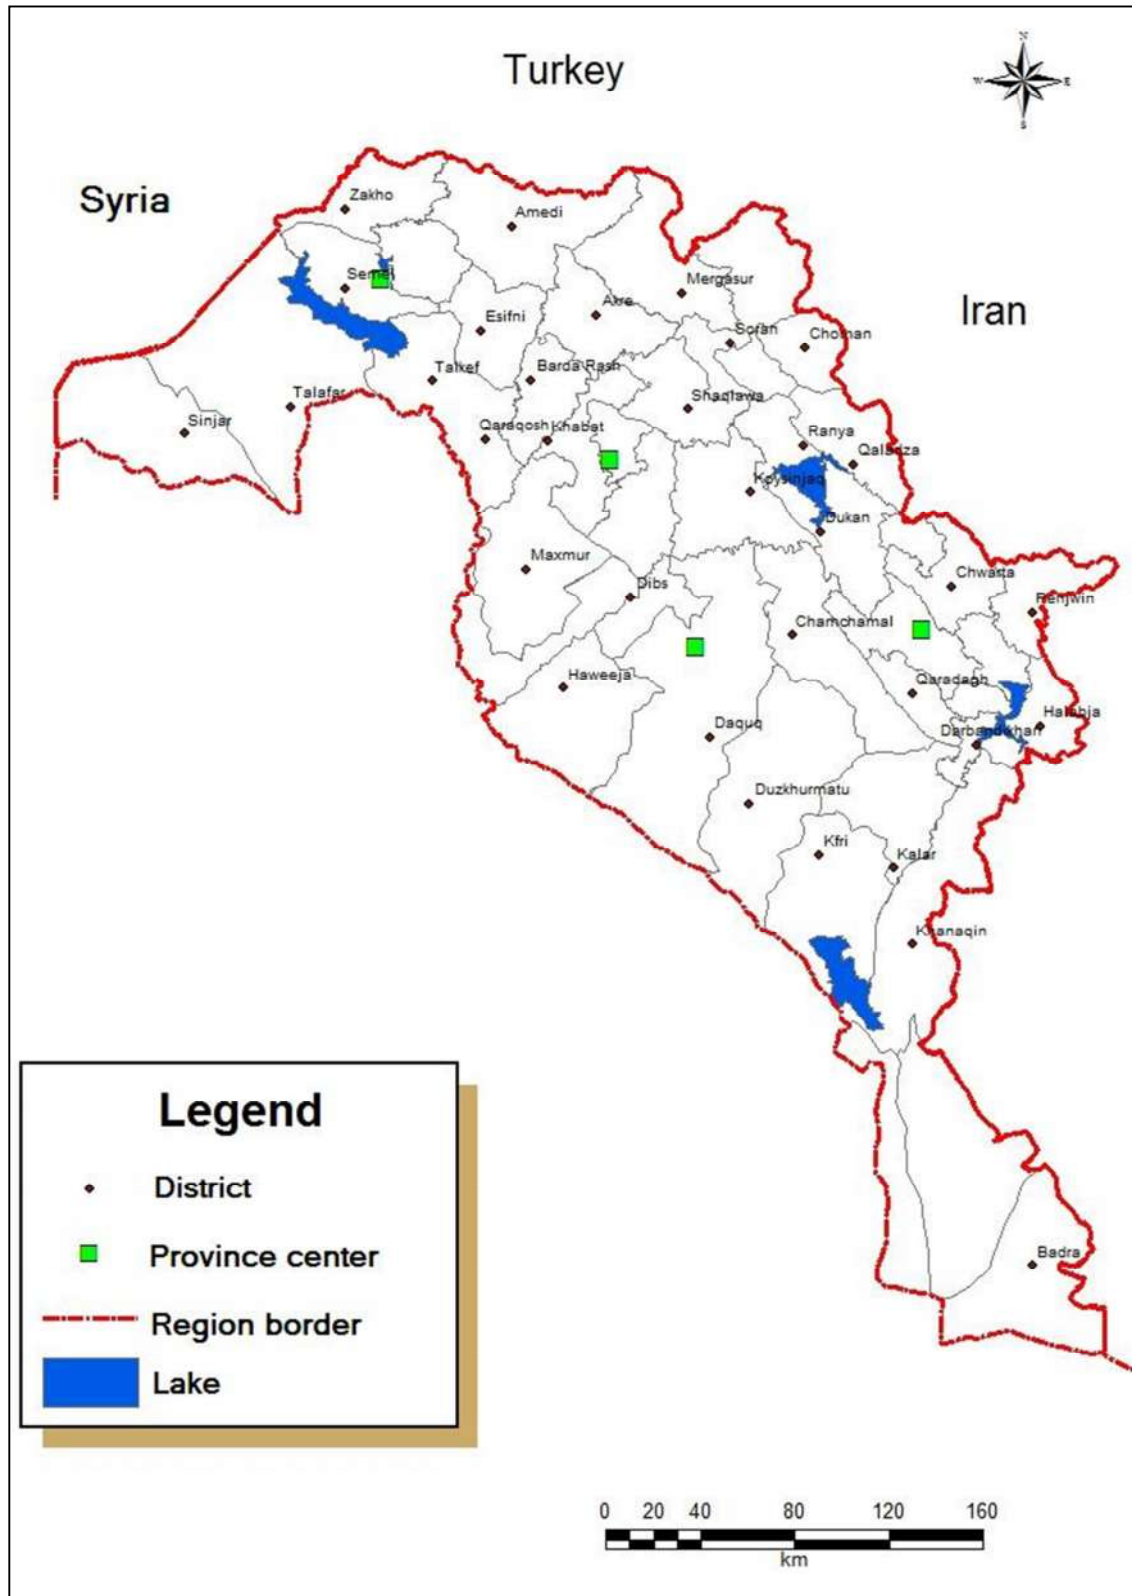 Turkey
N
W
E
S
Syria
Iran
Zakho
Amedi
Semel
Mergasur
Akre
Esifni
Soran
Choman
Talkef
Barda Rash
Talafar
Shaqlawa
Sinjar
Qaraqosh
Khabat
Ranya
Qaladza
Koysinjaq
Dukan
Maxmur
Dibs
Chwarta
Penjwin
Chamchamal
Haweeja
Qaradagh
Daquq
Halabja
Darbandikhan
Duzkhurmatu
Kfri
Kalar
Khanaqin
Badra
Legend
District
Province center
Region border
Lake
0 20 40 80 120 160
km